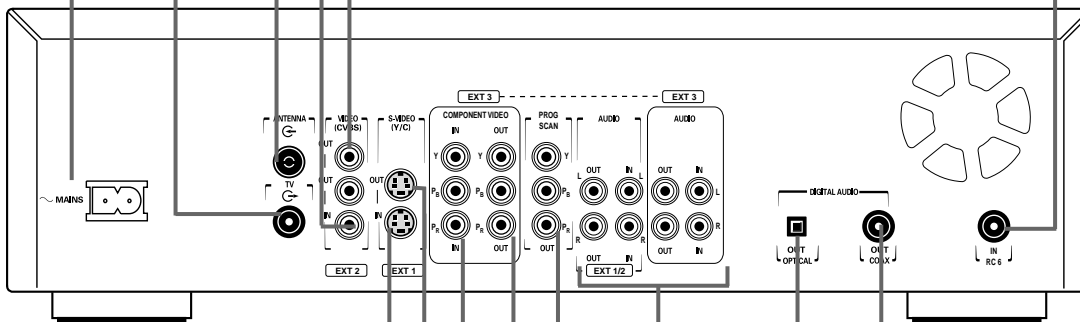 EXT 3 EXT 3
ANTENNA VIDEO (CVBS) S-VIDEO (Y/C) COMPONENT VIDEO PROG SCAN AUDIO AUDIO
IN OUT
OUT Y Y Y L OUT IN L OUT IN
TV OUT OUT PB PB PB L
DIGITAL AUDIO
~ MAINS
IN IN PR PR PR R R R
IN OUT OUT OUT IN OUT IN
OUT OPTICAL OUT COAX IN RC 6
EXT 2 EXT 1 EXT 1/2